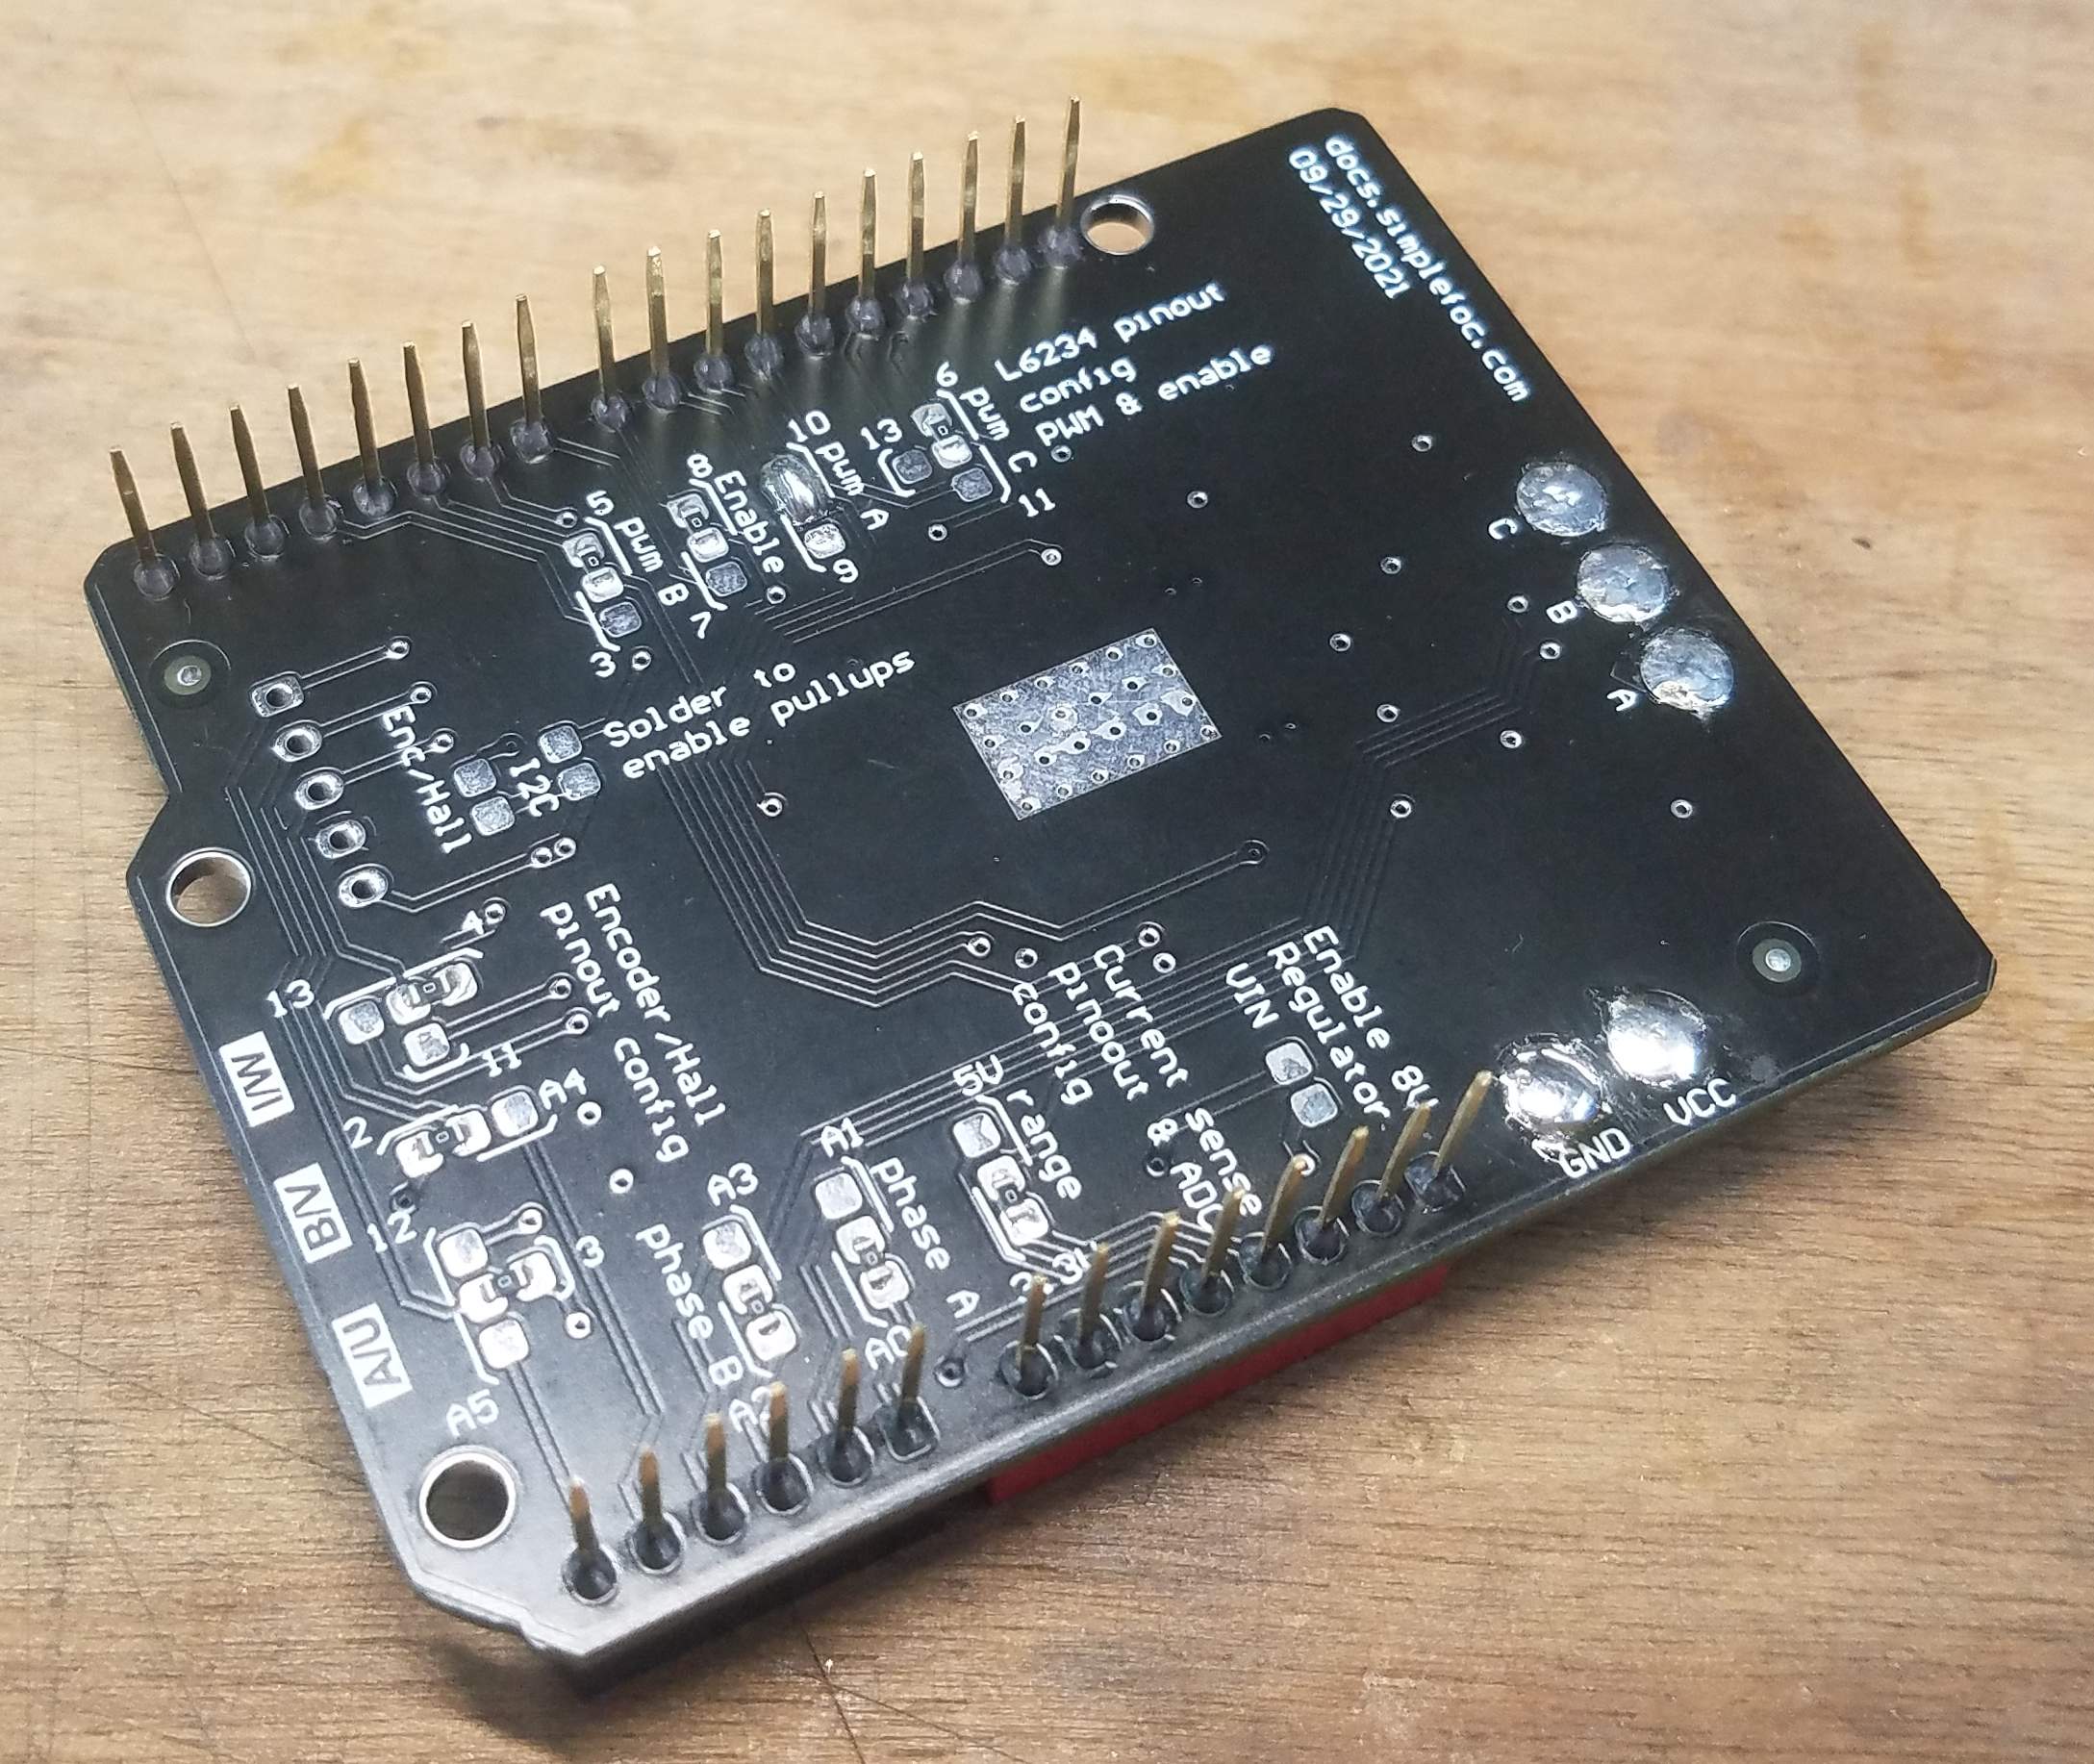 docs.simplefoc.com
09/29/2021
L6234 pinout
config
PWM & enable
6
pwm C
11
13
10
pwm A
9
8
Enable
7
5
pwm B
3
Solder to
enable pullups
Enc/Hall
I2C
C
B
A
Encoder/Hall
pinout config
4
13
11
I/W
2
A4
B/V
12
3
A/U
A5
Current sense
pinout & ADC
config
Enable 8V
Regulator
VIN
5V range
3
A1
phase A
A0
A3
phase B
A2
GND
VCC